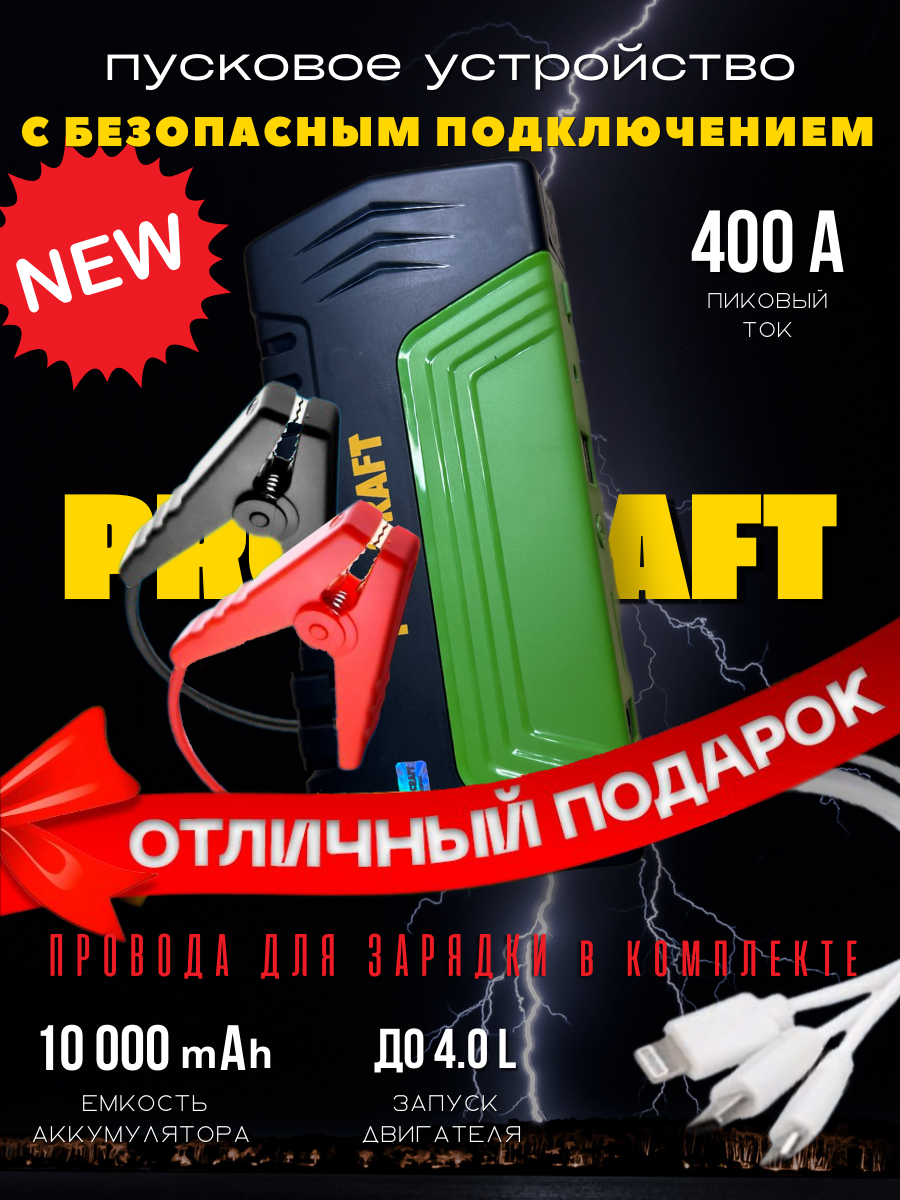 пусковое устройство
С БЕЗОПАСНЫМ ПОДКЛЮЧЕНИЕМ
NEW
400 А
ПИКОВЫЙ
ТОК
ОТЛИЧНЫЙ ПОДАРОК
ПРОВОДА ДЛЯ ЗАРЯДКИ В КОМПЛЕКТЕ
10 000 mAh
ЕМКОСТЬ
АККУМУЛЯТОРА
ДО 4.0 L
ЗАПУСК
ДВИГАТЕЛЯ